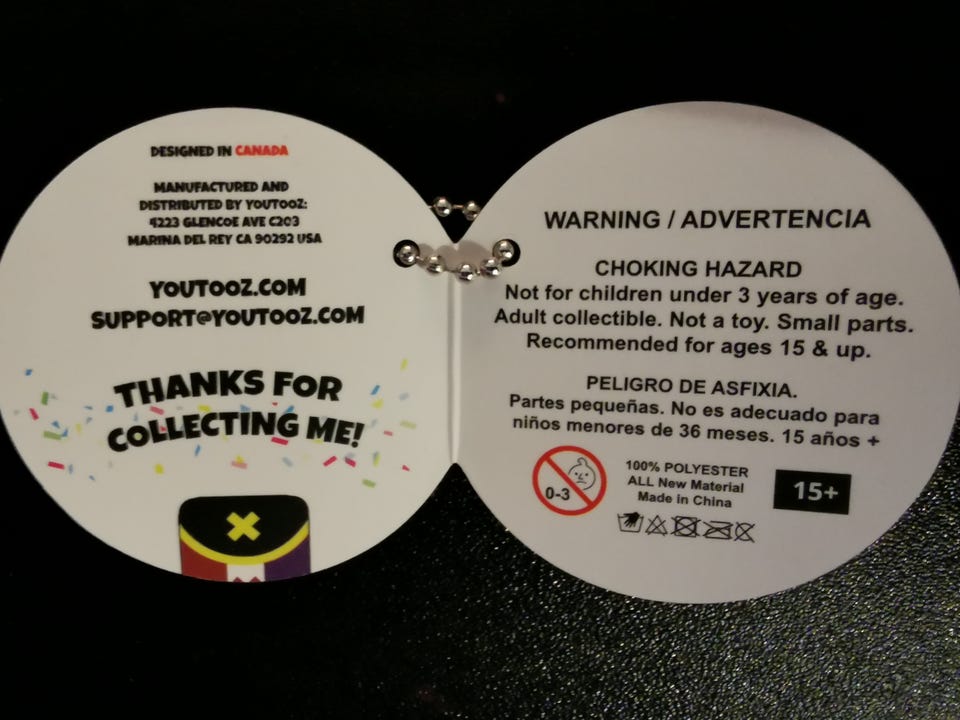 DESIGNED IN CANADA
MANUFACTURED AND
DISTRIBUTED BY YOUTOOZ:
4223 GLENCOE AVE C203
MARINA DEL REY CA 90292 USA
YOUTOOZ.COM
SUPPORT@YOUTOOZ.COM
THANKS FOR
COLLECTING ME!
WARNING / ADVERTENCIA
CHOKING HAZARD
Not for children under 3 years of age.
Adult collectible. Not a toy. Small parts.
Recommended for ages 15 & up.
PELIGRO DE ASFIXIA.
Partes pequeñas. No es adecuado para
niños menores de 36 meses. 15 años +
0-3
100% POLYESTER
ALL New Material
Made in China
15+